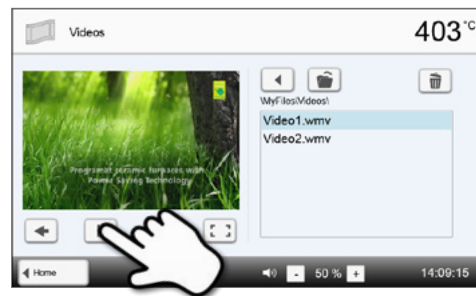 Videos
403 °C
\MyFiles\Videos\
Video1.wmv
Video2.wmv
Programat ceramic furnaces with
Power Saving Technology
Home
- 50 % +
14:09:15